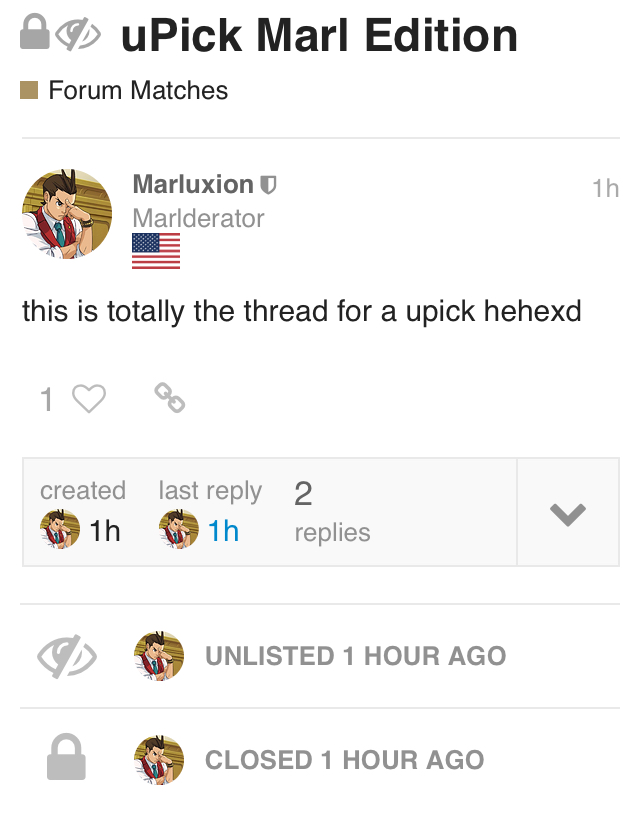 uPick Marl Edition
Forum Matches
Marluxion
1h
Marlderator
this is totally the thread for a upick hehexd
1
created
last reply
2
1h
1h
replies
UNLISTED 1 HOUR AGO
CLOSED 1 HOUR AGO